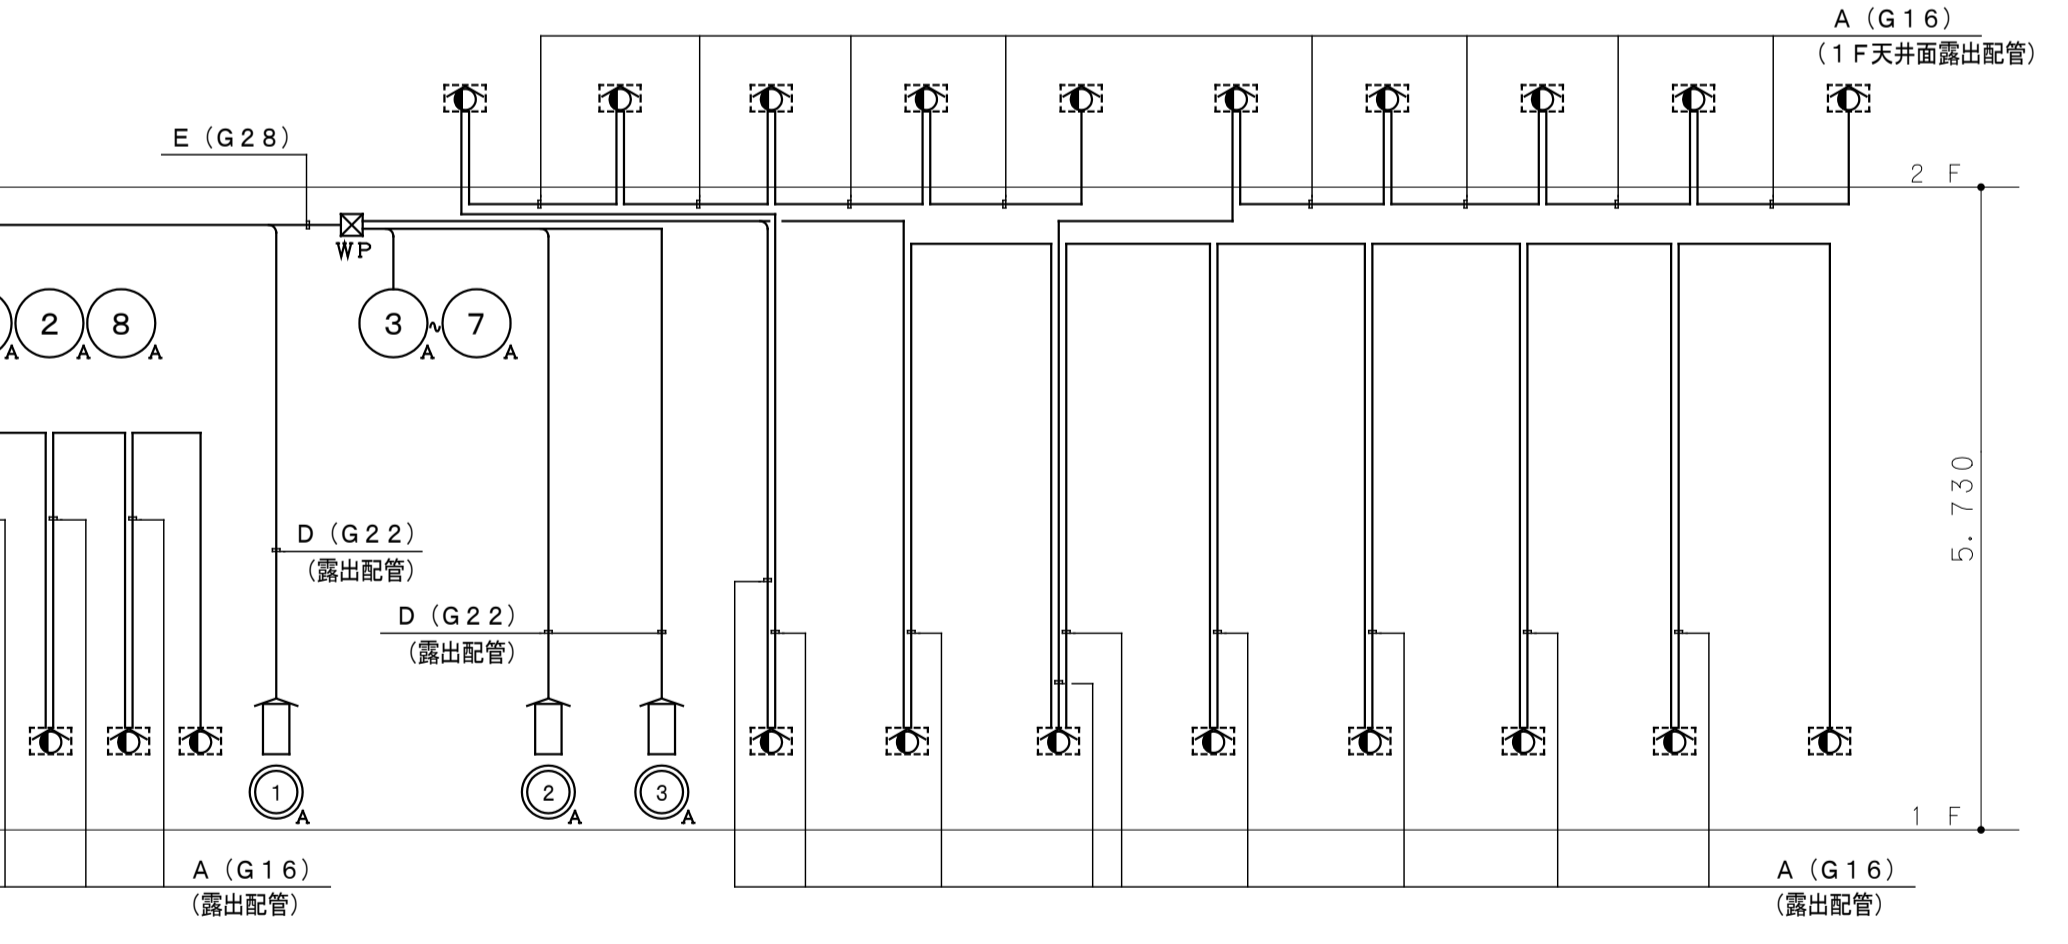 A（G16）
（1F天井面露出配管）
E（G28）
2 F
WP
A
2
A
8
A
3
A
～
7
A
5.730
D（G22）
（露出配管）
D（G22）
（露出配管）
1
A
2
A
3
A
1 F
A（G16）
（露出配管）
A（G16）
（露出配管）